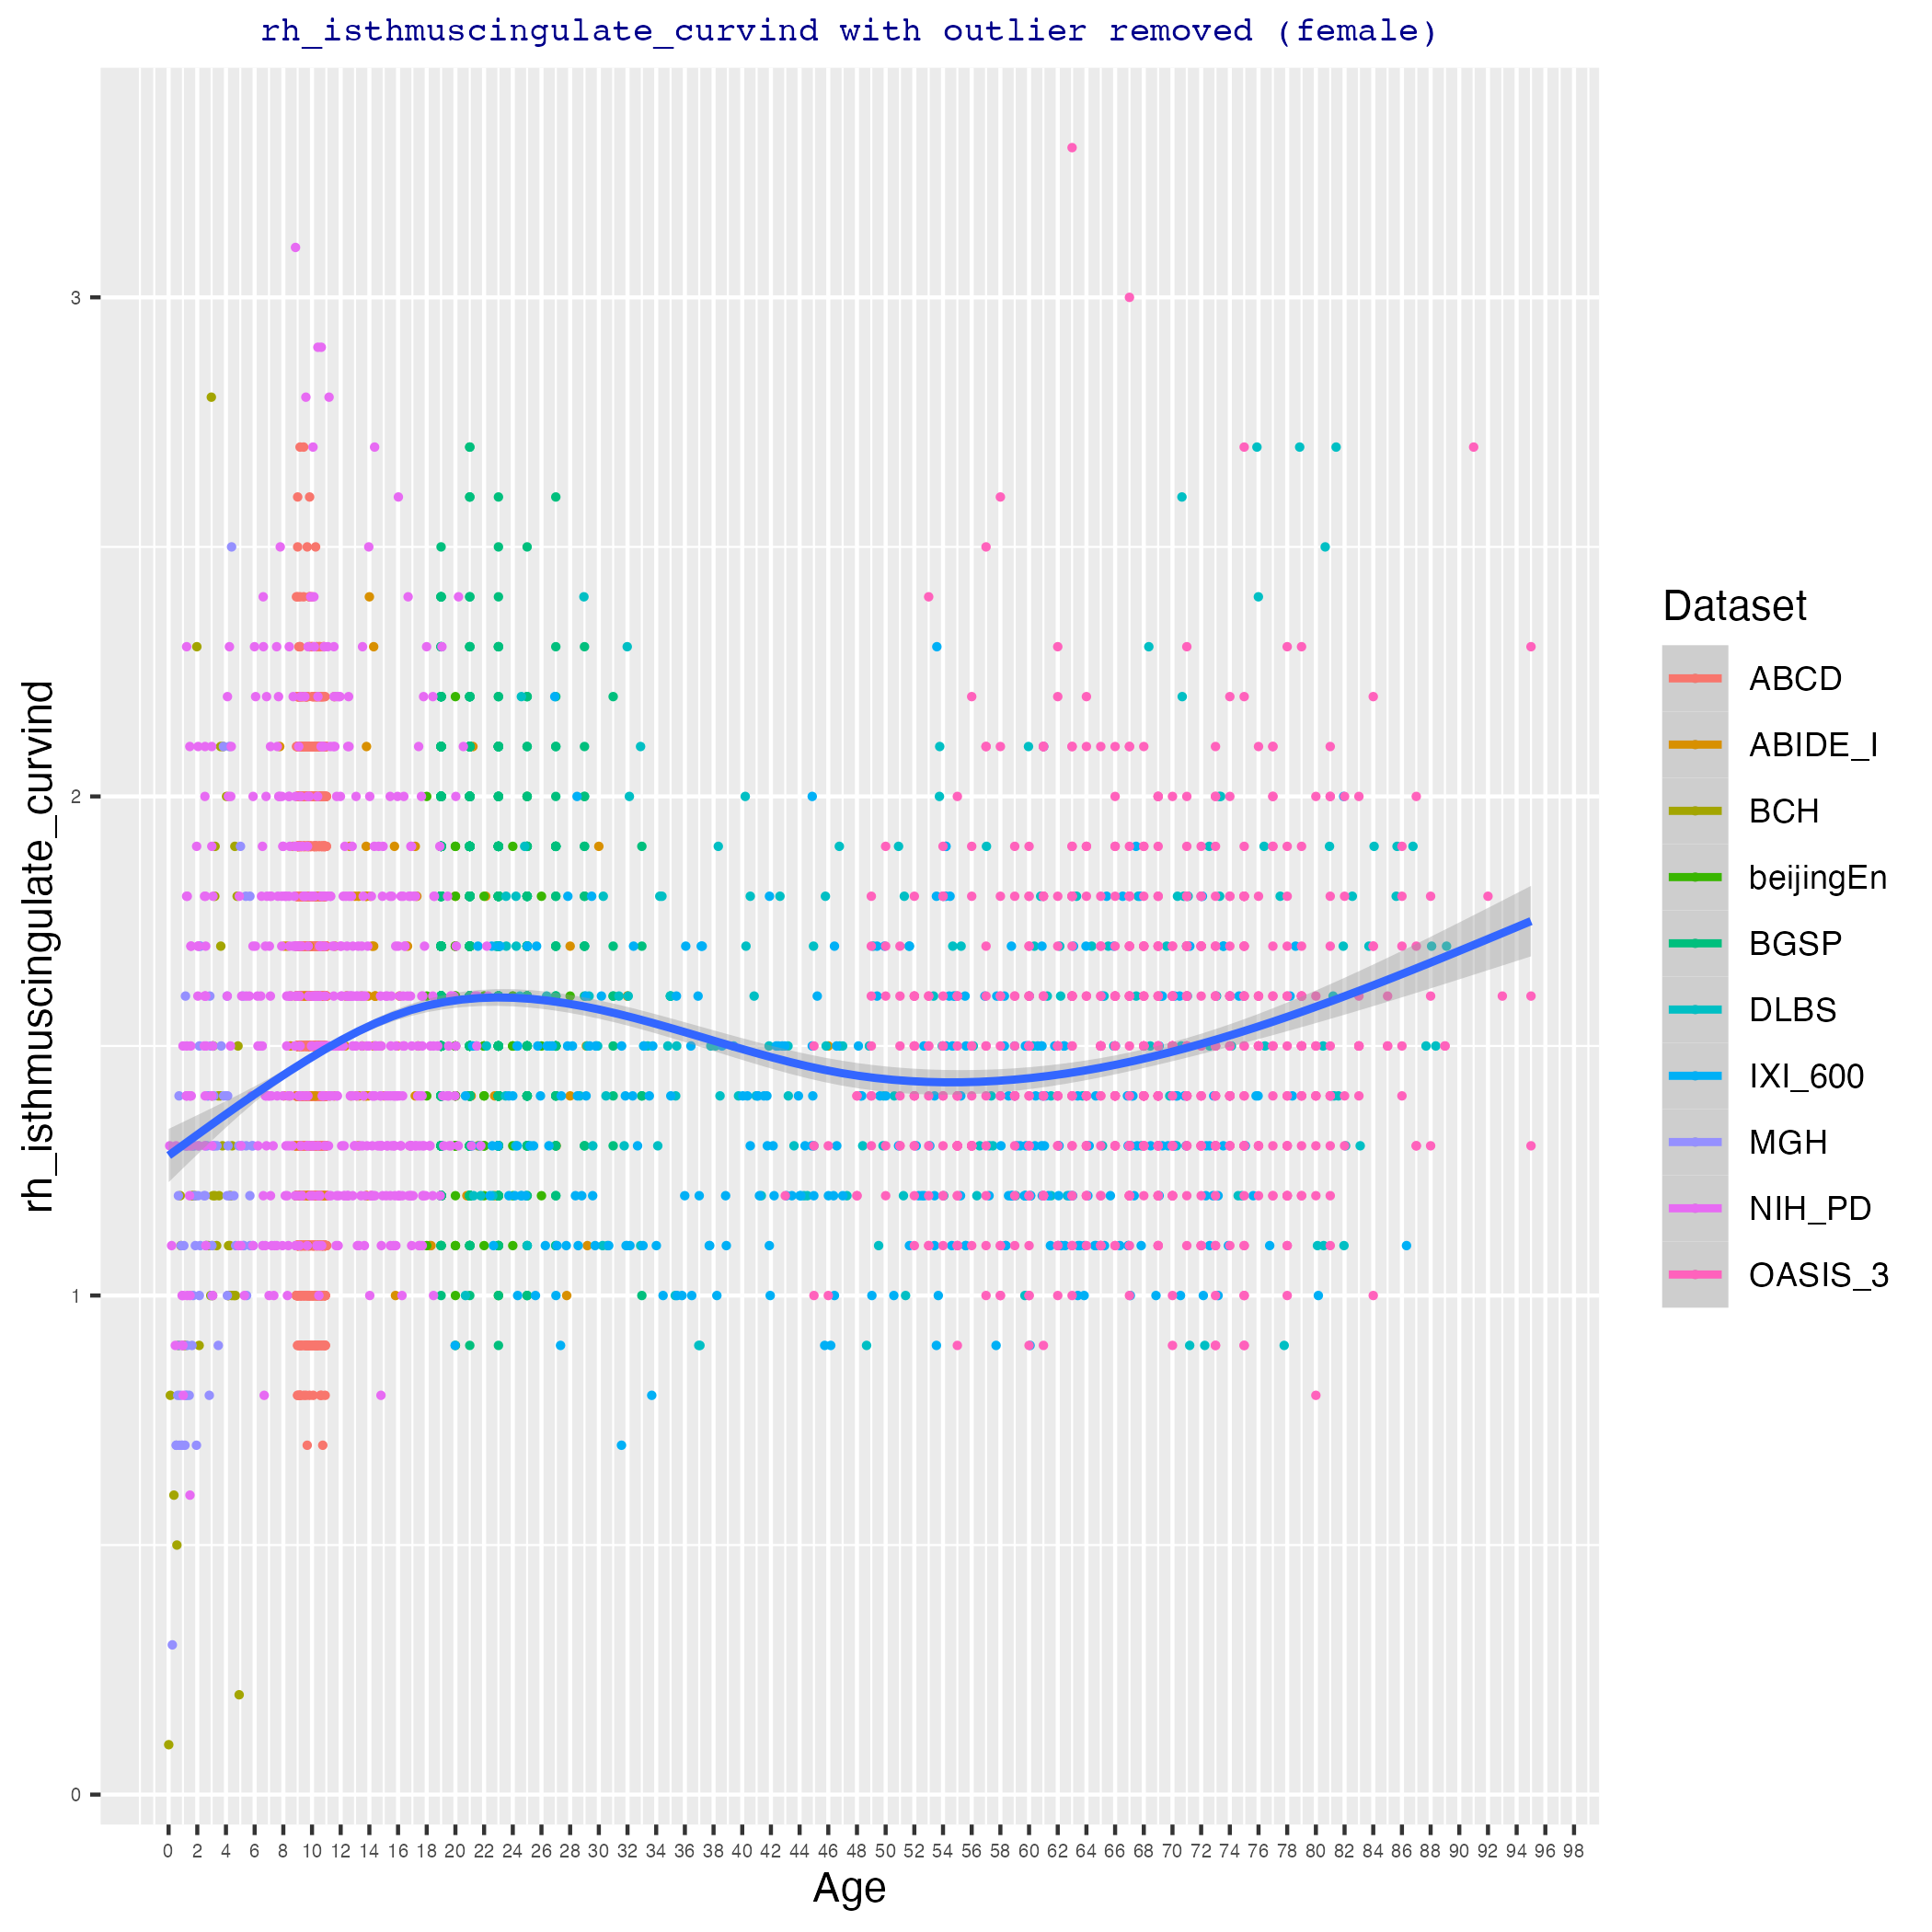 rh_isthmuscingulate_curvind with outlier removed (female)
rh_isthmuscingulate_curvind
3
2
1
0
0 2 4 6 8 10 12 14 16 18 20 22 24 26 28 30 32 34 36 38 40 42 44 46 48 50 52 54 56 58 60 62 64 66 68 70 72 74 76 78 80 82 84 86 88 90 92 94 96 98
Age
Dataset
ABCD
ABIDE_I
BCH
beijingEn
BGSP
DLBS
IXI_600
MGH
NIH_PD
OASIS_3